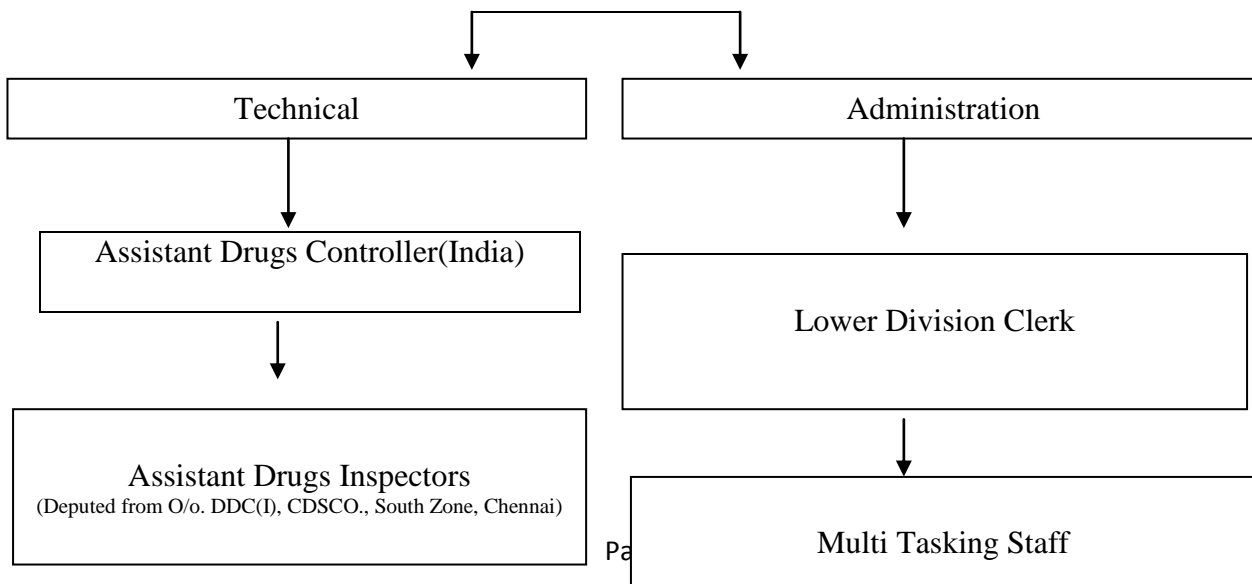 Technical
Administration
Assistant Drugs Controller(India)
Lower Division Clerk
Assistant Drugs Inspectors
(Deputed from O/o. DDC(I), CDSCO., South Zone, Chennai)
Multi Tasking Staff